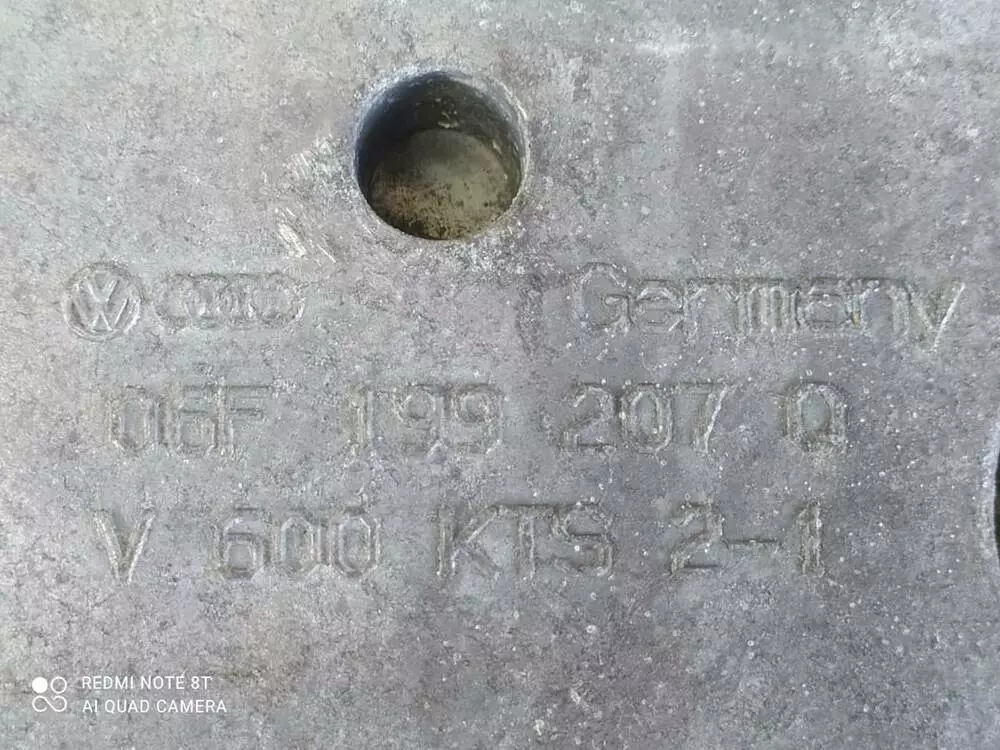 Germany
06F 199 207 Q
V 600 KTS 2-1
REDMI NOTE 8T
AI QUAD CAMERA